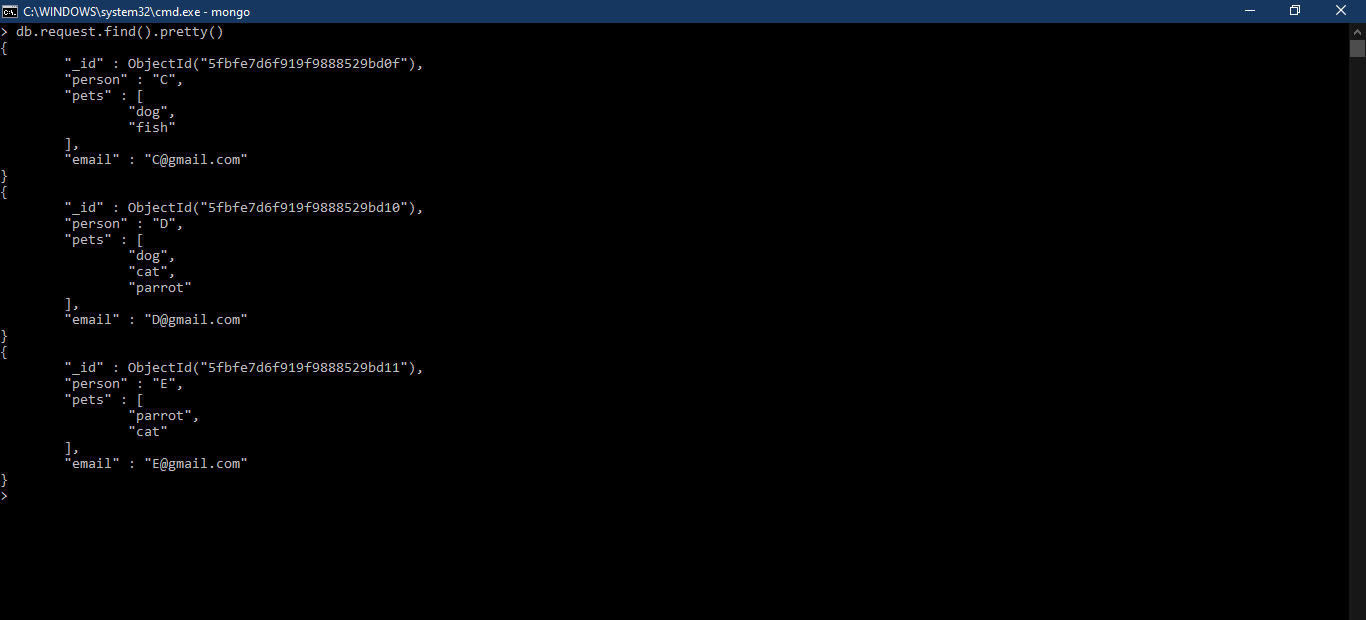 C:\WINDOWS\system32\cmd.exe - mongo
> db.request.find().pretty()
{
        "_id" : ObjectId("5fbfe7d6f919f9888529bd0f"),
        "person" : "C",
        "pets" : [
                "dog",
                "fish"
        ],
        "email" : "C@gmail.com"
}
{
        "_id" : ObjectId("5fbfe7d6f919f9888529bd10"),
        "person" : "D",
        "pets" : [
                "dog",
                "cat",
                "parrot"
        ],
        "email" : "D@gmail.com"
}
{
        "_id" : ObjectId("5fbfe7d6f919f9888529bd11"),
        "person" : "E",
        "pets" : [
                "parrot",
                "cat"
        ],
        "email" : "E@gmail.com"
}
>